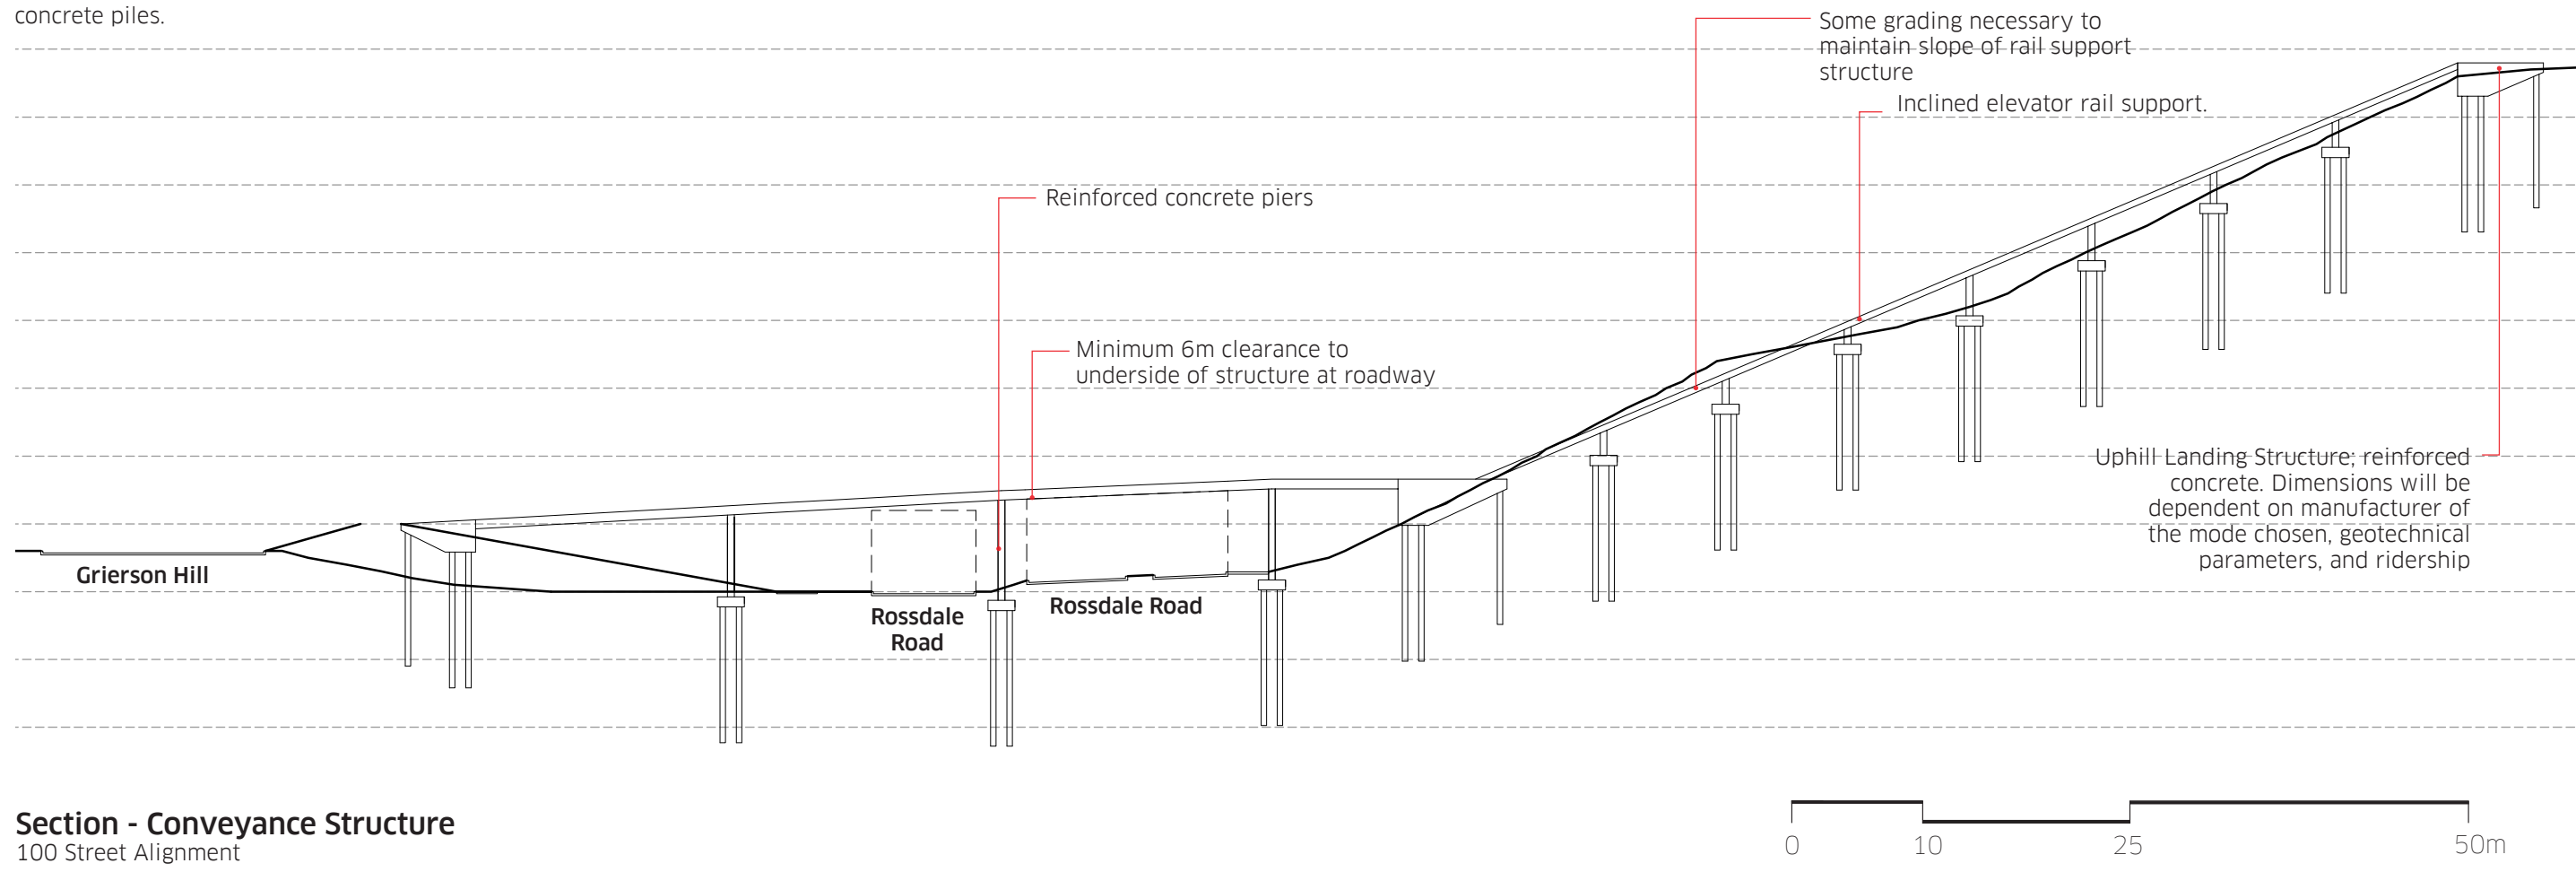 concrete piles.
Some grading necessary to
maintain slope of rail support
structure
Inclined elevator rail support.
Reinforced concrete piers
Minimum 6m clearance to
underside of structure at roadway
Uphill Landing Structure; reinforced
concrete. Dimensions will be
dependent on manufacturer of
the mode chosen, geotechnical
parameters, and ridership
Grierson Hill
Rossdale
Road
Rossdale Road
Section - Conveyance Structure
100 Street Alignment
0 10 25 50m